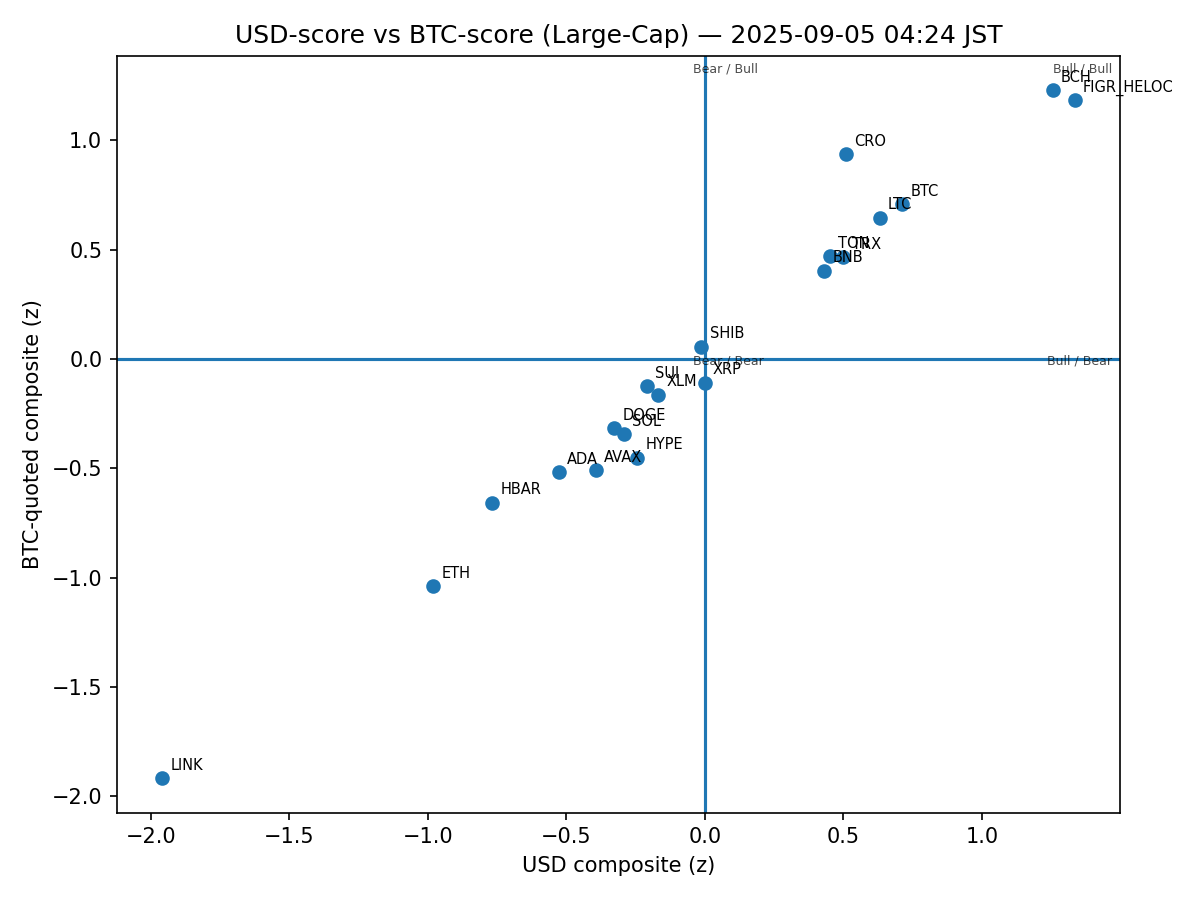 USD-score vs BTC-score (Large-Cap) — 2025-09-05 04:24 JST
Bear / Bull
Bull / Bull
BCH
FIGR_HELOC
CRO
BTC
LTC
TON
TRX
BNB
SHIB
Bear / Bear
Bull / Bear
XRP
SUI
XLM
DOGE
SOL
HYPE
ADA
AVAX
HBAR
ETH
LINK
1.0
0.5
0.0
−0.5
−1.0
−1.5
−2.0
BTC-quoted composite (z)
−2.0
−1.5
−1.0
−0.5
0.0
0.5
1.0
USD composite (z)